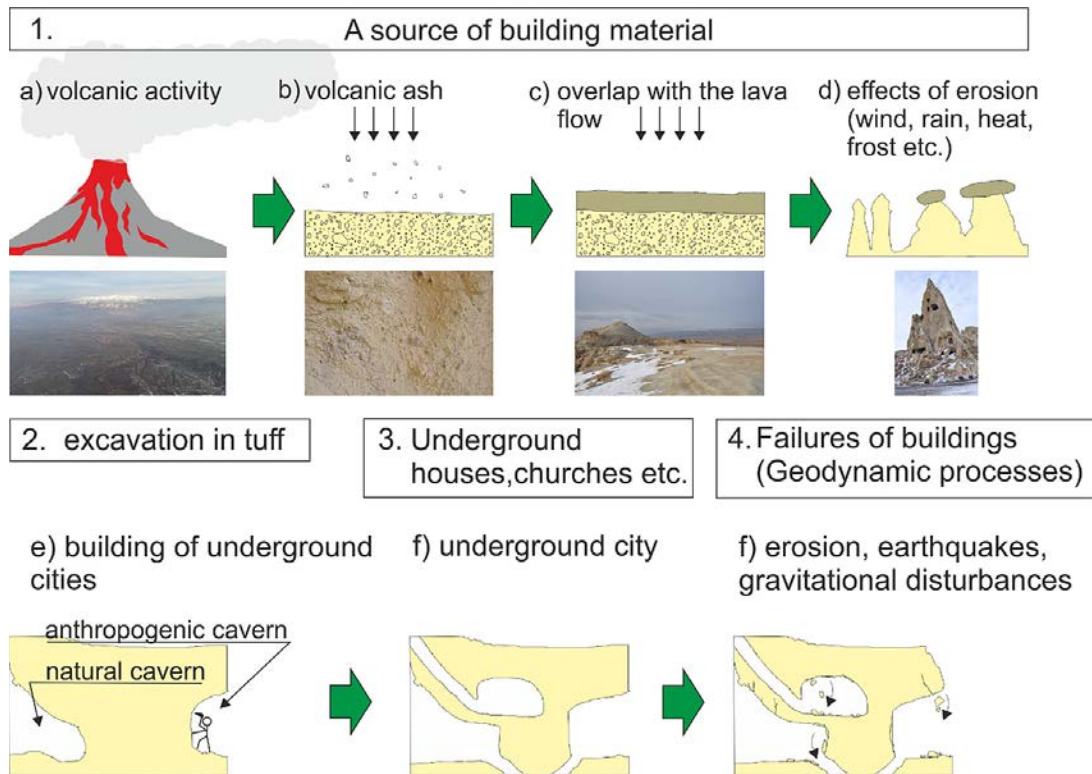 1. A source of building material
a) volcanic activity
b) volcanic ash
c) overlap with the lava
flow
d) effects of erosion
(wind, rain, heat,
frost etc.)
2. excavation in tuff
3. Underground
houses,churches etc.
4. Failures of buildings
(Geodynamic processes)
e) building of underground
cities
anthropogenic cavern
natural cavern
f) underground city
f) erosion, earthquakes,
gravitational disturbances